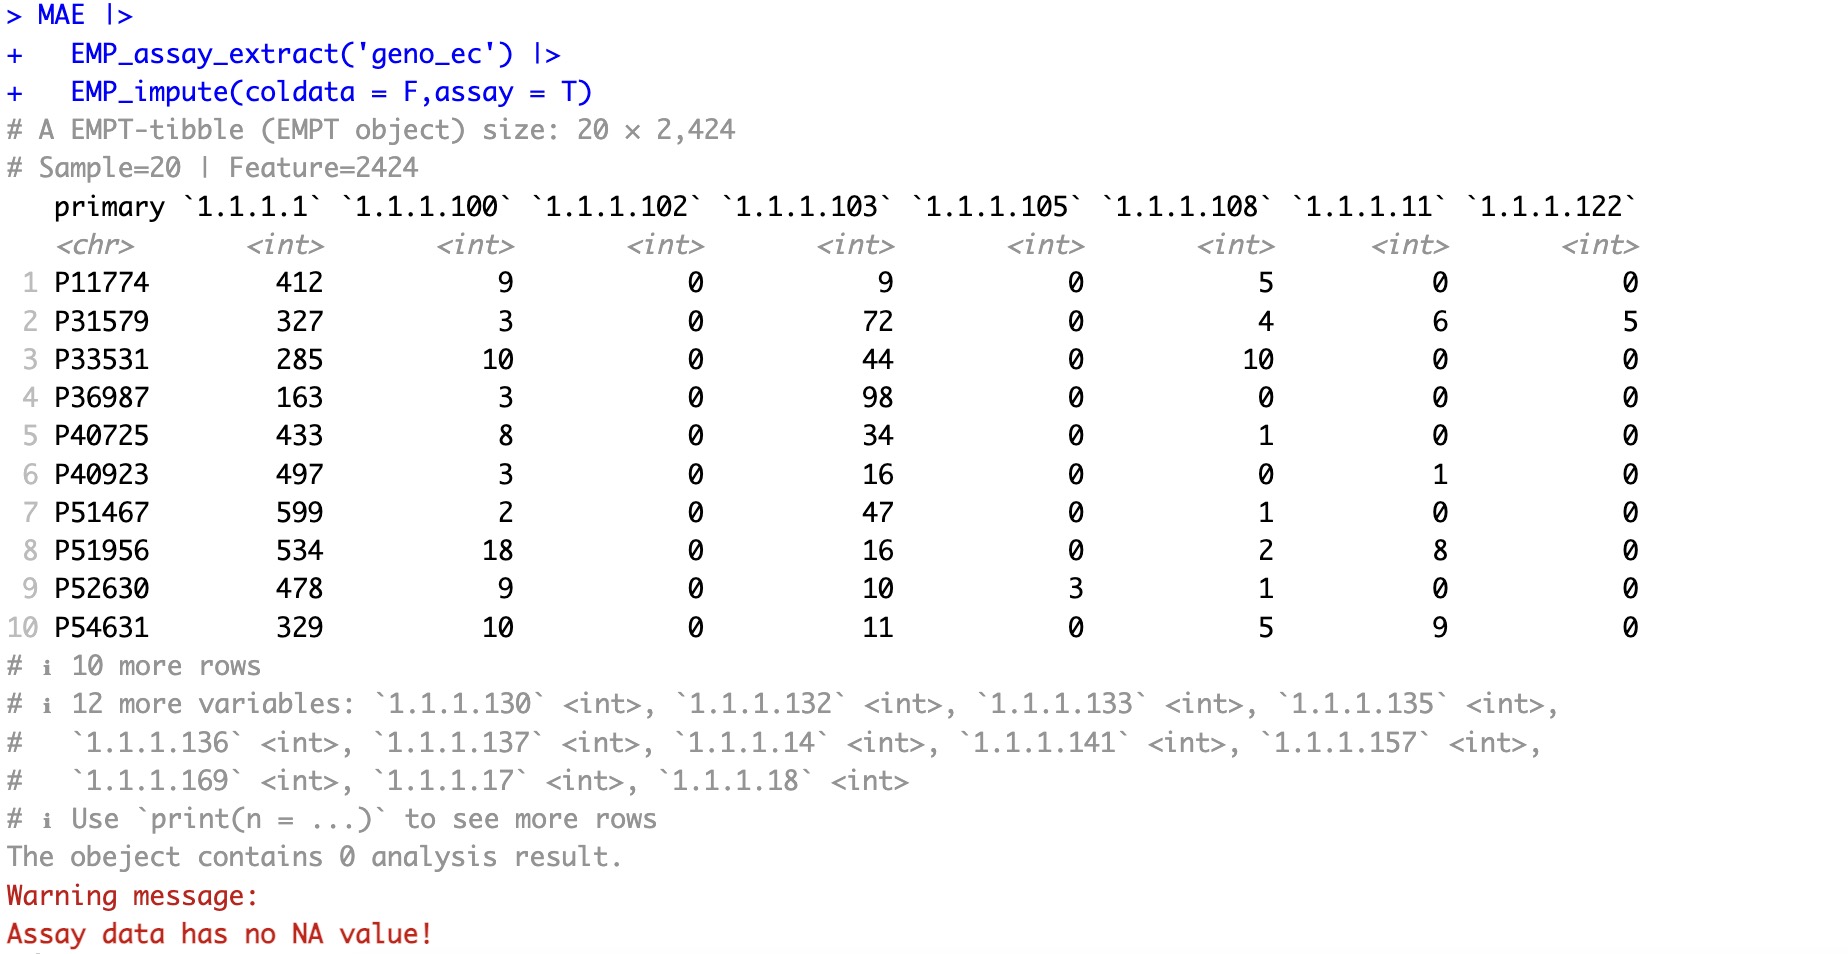 > MAE |>
+   EMP_assay_extract('geno_ec') |>
+   EMP_impute(coldata = F,assay = T)
# A EMPT-tibble (EMPT object) size: 20 × 2,424
# Sample=20 | Feature=2424
   primary `1.1.1.1` `1.1.1.100` `1.1.1.102` `1.1.1.103` `1.1.1.105` `1.1.1.108` `1.1.1.11` `1.1.1.122`
   <chr>       <int>       <int>       <int>       <int>       <int>       <int>      <int>       <int>
 1 P11774        412           9           0           9           0           5          0           0
 2 P31579        327           3           0          72           0           4          6           5
 3 P33531        285          10           0          44           0          10          0           0
 4 P36987        163           3           0          98           0           0          0           0
 5 P40725        433           8           0          34           0           1          0           0
 6 P40923        497           3           0          16           0           0          1           0
 7 P51467        599           2           0          47           0           1          0           0
 8 P51956        534          18           0          16           0           2          8           0
 9 P52630        478           9           0          10           3           1          0           0
10 P54631        329          10           0          11           0           5          9           0
# ℹ 10 more rows
# ℹ 12 more variables: `1.1.1.130` <int>, `1.1.1.132` <int>, `1.1.1.133` <int>, `1.1.1.135` <int>,
#   `1.1.1.136` <int>, `1.1.1.137` <int>, `1.1.1.14` <int>, `1.1.1.141` <int>, `1.1.1.157` <int>,
#   `1.1.1.169` <int>, `1.1.1.17` <int>, `1.1.1.18` <int>
# ℹ Use `print(n = ...)` to see more rows
The obeject contains 0 analysis result.
Warning message:
Assay data has no NA value!